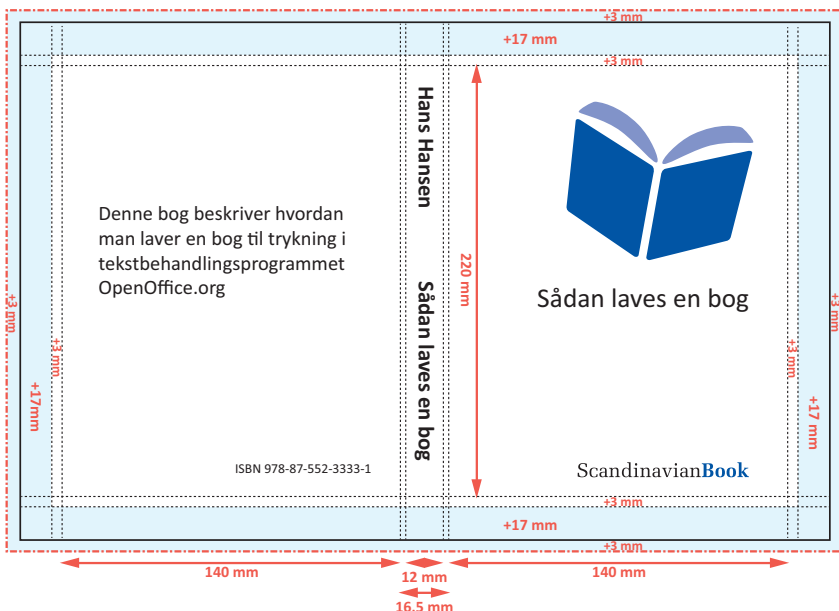 +3 mm
+17 mm
+3 mm
Denne bog beskriver hvordan
man laver en bog til trykning i
tekstbehandlingsprogrammet
OpenOffice.org
ISBN 978-87-552-3333-1
Hans Hansen
Sådan laves en bog
220 mm
Sådan laves en bog
ScandinavianBook
+3 mm
+3 mm
+17mm
+3 mm
+17 mm
+3 mm
+3 mm
+17 mm
+3 mm
140 mm
12 mm
140 mm
16.5 mm